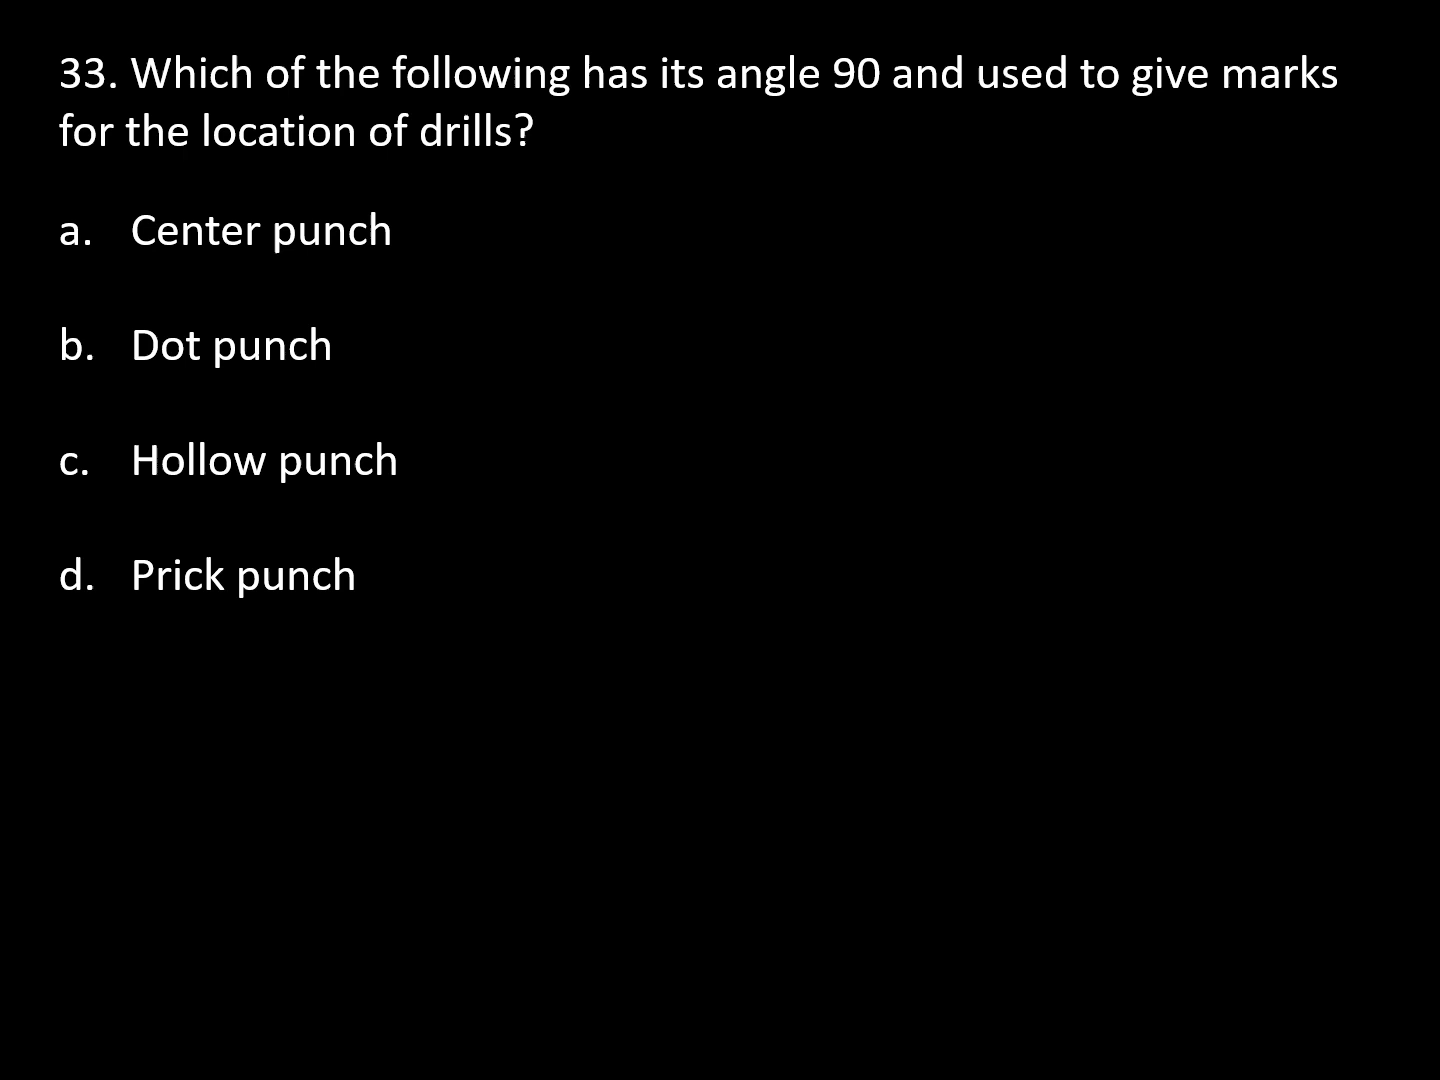 33. Which of the following has its angle 90 and used to give marks
for the location of drills?
a. Center punch
b. Dot punch
c. Hollow punch
d. Prick punch